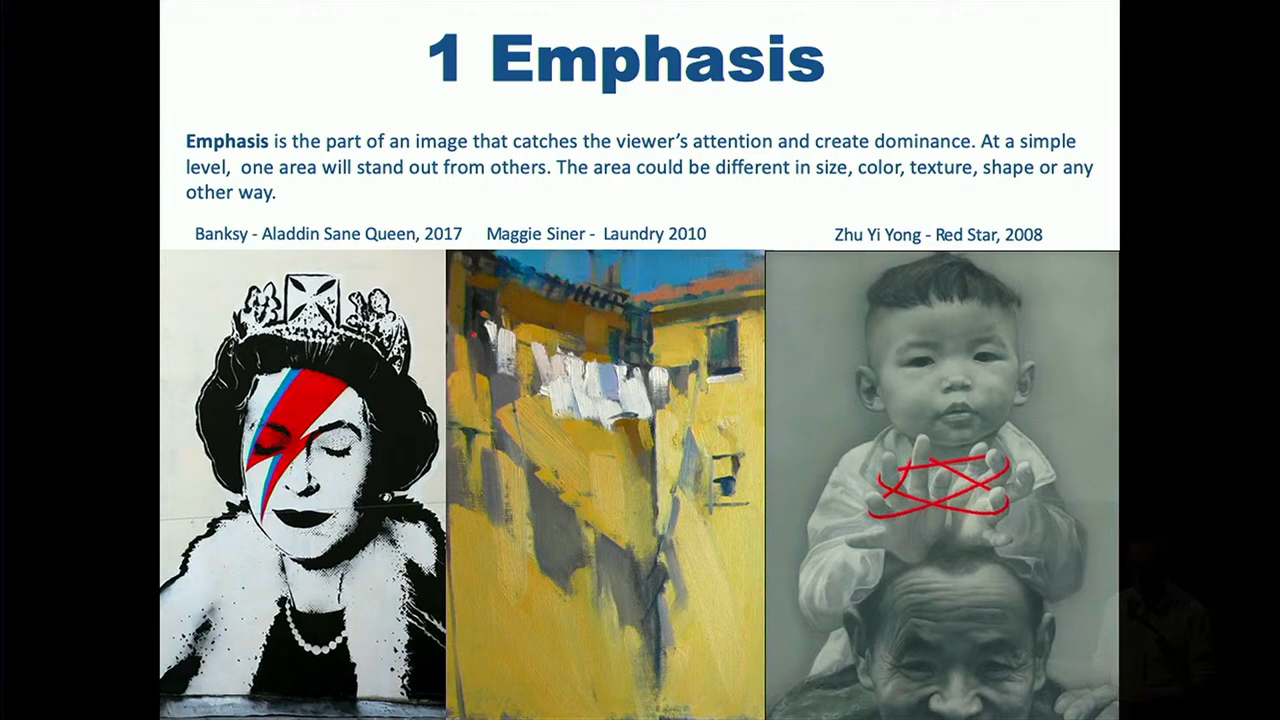 1 Emphasis
Emphasis is the part of an image that catches the viewer's attention and create dominance. At a simple
level, one area will stand out from others. The area could be different in size, color, texture, shape or any
other way.
Banksy - Aladdin Sane Queen, 2017
Maggie Siner - Laundry 2010
Zhu Yi Yong - Red Star, 2008